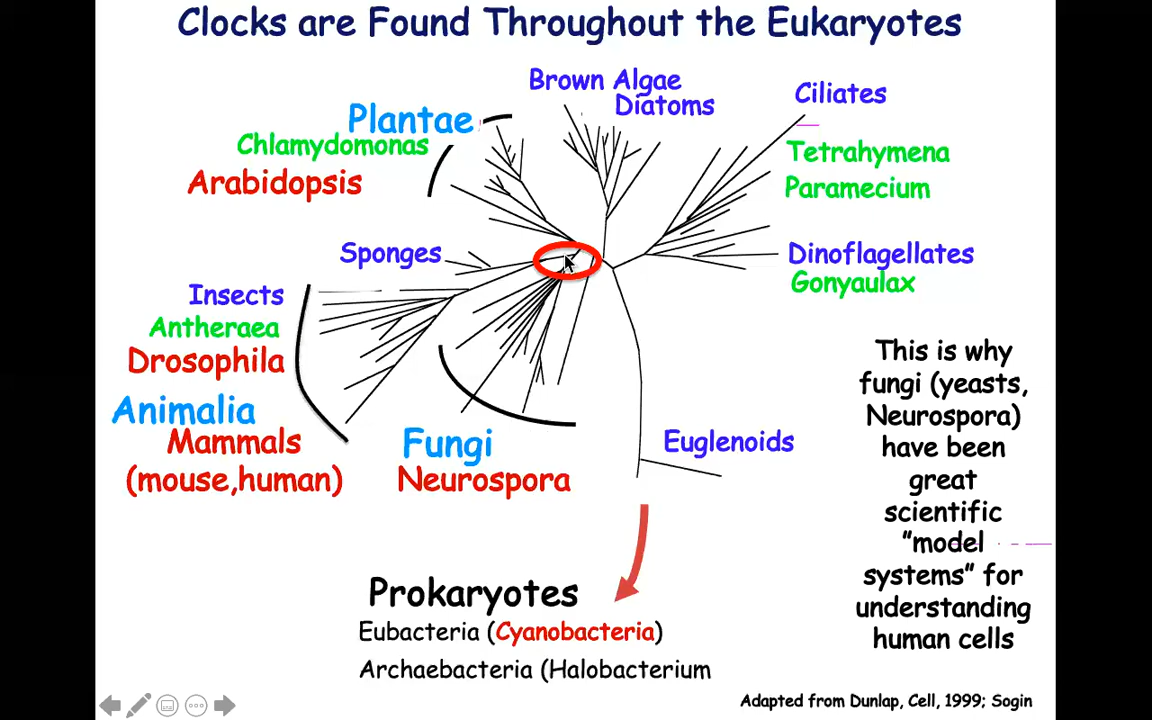 Clocks are Found Throughout the Eukaryotes
Brown Algae
Diatoms
Ciliates
Plantae
Chlamydomonas
Arabidopsis
Tetrahymena
Paramecium
Sponges
Dinoflagellates
Gonyaulax
Insects
Antheraea
Drosophila
Animalia
Mammals
(mouse,human)
Fungi
Neurospora
Euglenoids
This is why
fungi (yeasts,
Neurospora)
have been
great
scientific
"model
systems" for
understanding
human cells
Prokaryotes
Eubacteria (Cyanobacteria)
Archaebacteria (Halobacterium
Adapted from Dunlap, Cell, 1999; Sogin